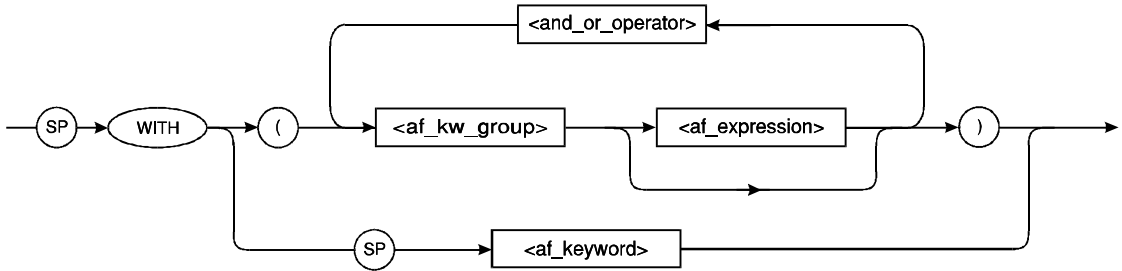 <and_or_operator>
SP WITH ( <af_kw_group> <af_expression> )
SP <af_keyword>